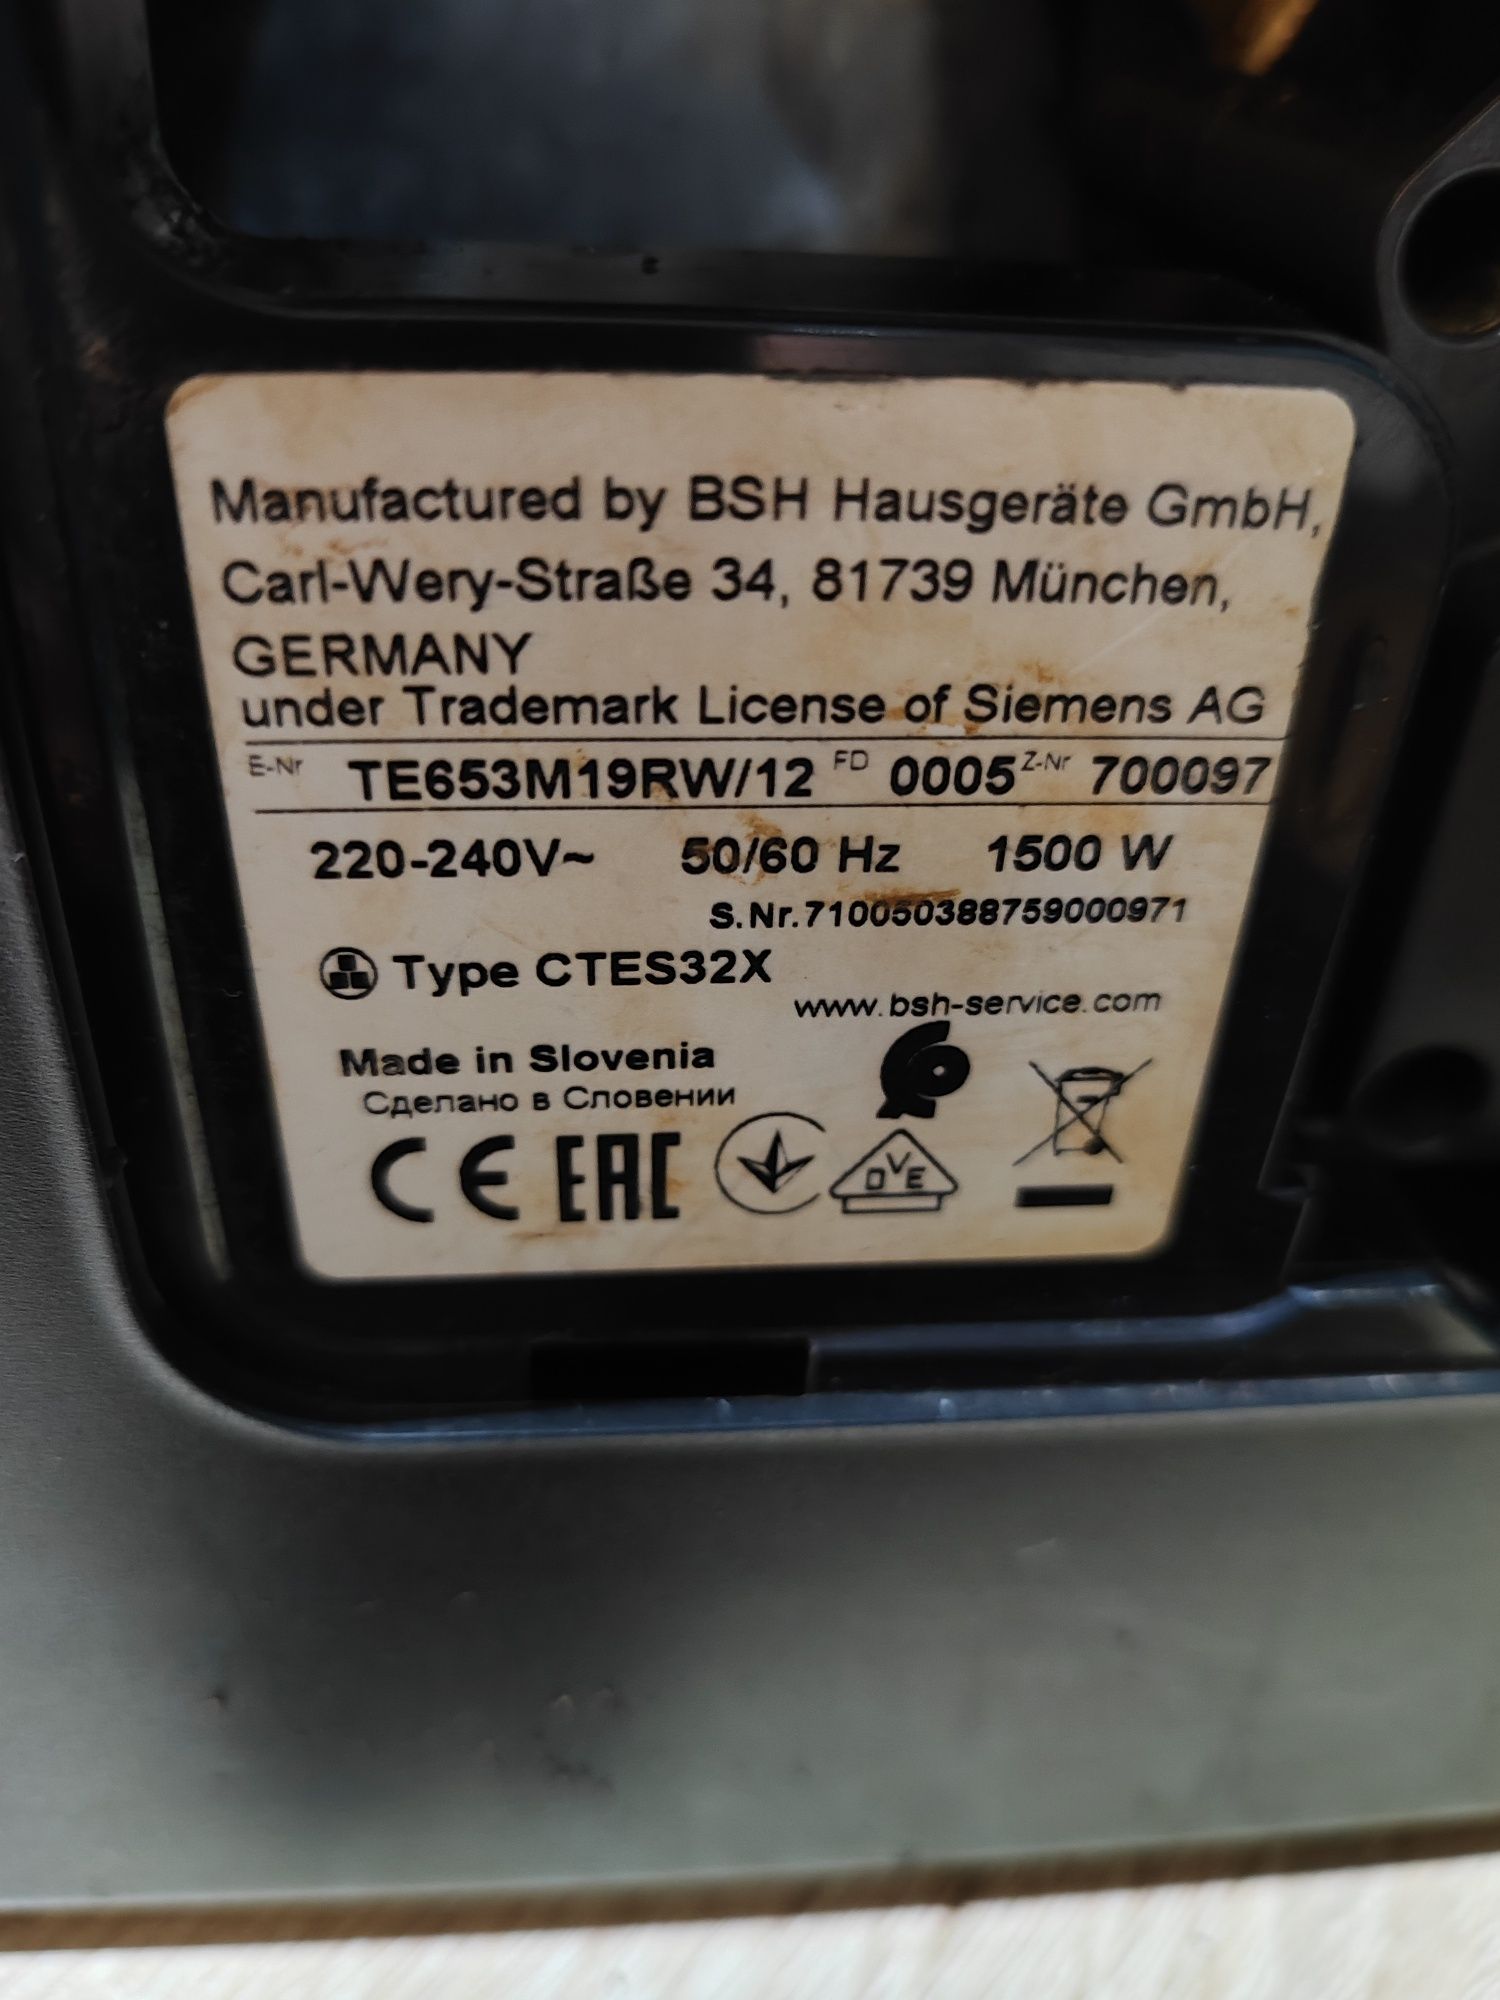 Manufactured by BSH Hausgeräte GmbH,
Carl-Wery-Straße 34, 81739 München,
GERMANY
under Trademark License of Siemens AG
E-Nr TE653M19RW/12 FD 0005 Z-Nr 700097
220-240V~ 50/60 Hz 1500 W
S.Nr.710050388759000971
Type CTES32X
www.bsh-service.com
Made in Slovenia
Сделано в Словении
CE EAC OVE